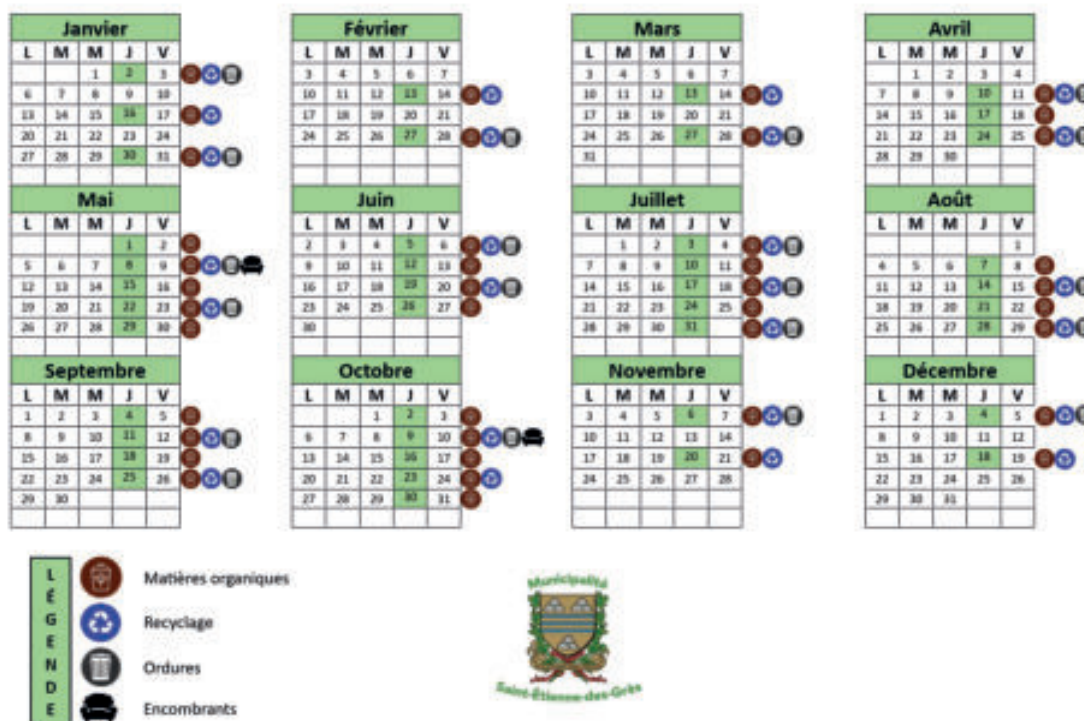 Janvier
L M M J V
1 2 3
6 7 8 9 10
13 14 15 16 17
20 21 22 23 24
27 28 29 30 31
Février
L M M J V
3 4 5 6 7
10 11 12 13 14
17 18 19 20 21
24 25 26 27 28
Mars
L M M J V
3 4 5 6 7
10 11 12 13 14
17 18 19 20 21
24 25 26 27 28
31
Avril
L M M J V
1 2 3 4
7 8 9 10 11
14 15 16 17 18
21 22 23 24 25
28 29 30
Mai
L M M J V
1 2
5 6 7 8 9
12 13 14 15 16
19 20 21 22 23
26 27 28 29 30
Juin
L M M J V
2 3 4 5 6
9 10 11 12 13
16 17 18 19 20
23 24 25 26 27
30
Juillet
L M M J V
1 2 3 4
7 8 9 10 11
14 15 16 17 18
21 22 23 24 25
28 29 30 31
Août
L M M J V
1
4 5 6 7 8
11 12 13 14 15
18 19 20 21 22
25 26 27 28 29
Septembre
L M M J V
1 2 3 4 5
8 9 10 11 12
15 16 17 18 19
22 23 24 25 26
29 30
Octobre
L M M J V
1 2 3
6 7 8 9 10
13 14 15 16 17
20 21 22 23 24
27 28 29 30 31
Novembre
L M M J V
3 4 5 6 7
10 11 12 13 14
17 18 19 20 21
24 25 26 27 28
Décembre
L M M J V
1 2 3 4 5
8 9 10 11 12
15 16 17 18 19
22 23 24 25 26
29 30 31
LÉGENDE
Matières organiques
Recyclage
Ordures
Encombrants
Municipalité
Saint-Étienne-des-Grès